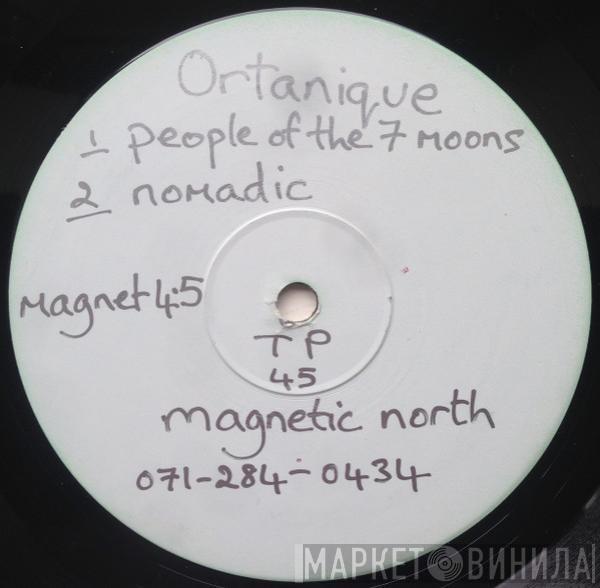 Ortanique
1 people of the 7 moons
2 nomadic
magnet 4.5
TP
45
magnetic north
071-284-0434
МАРКЕТ ВИНИЛА